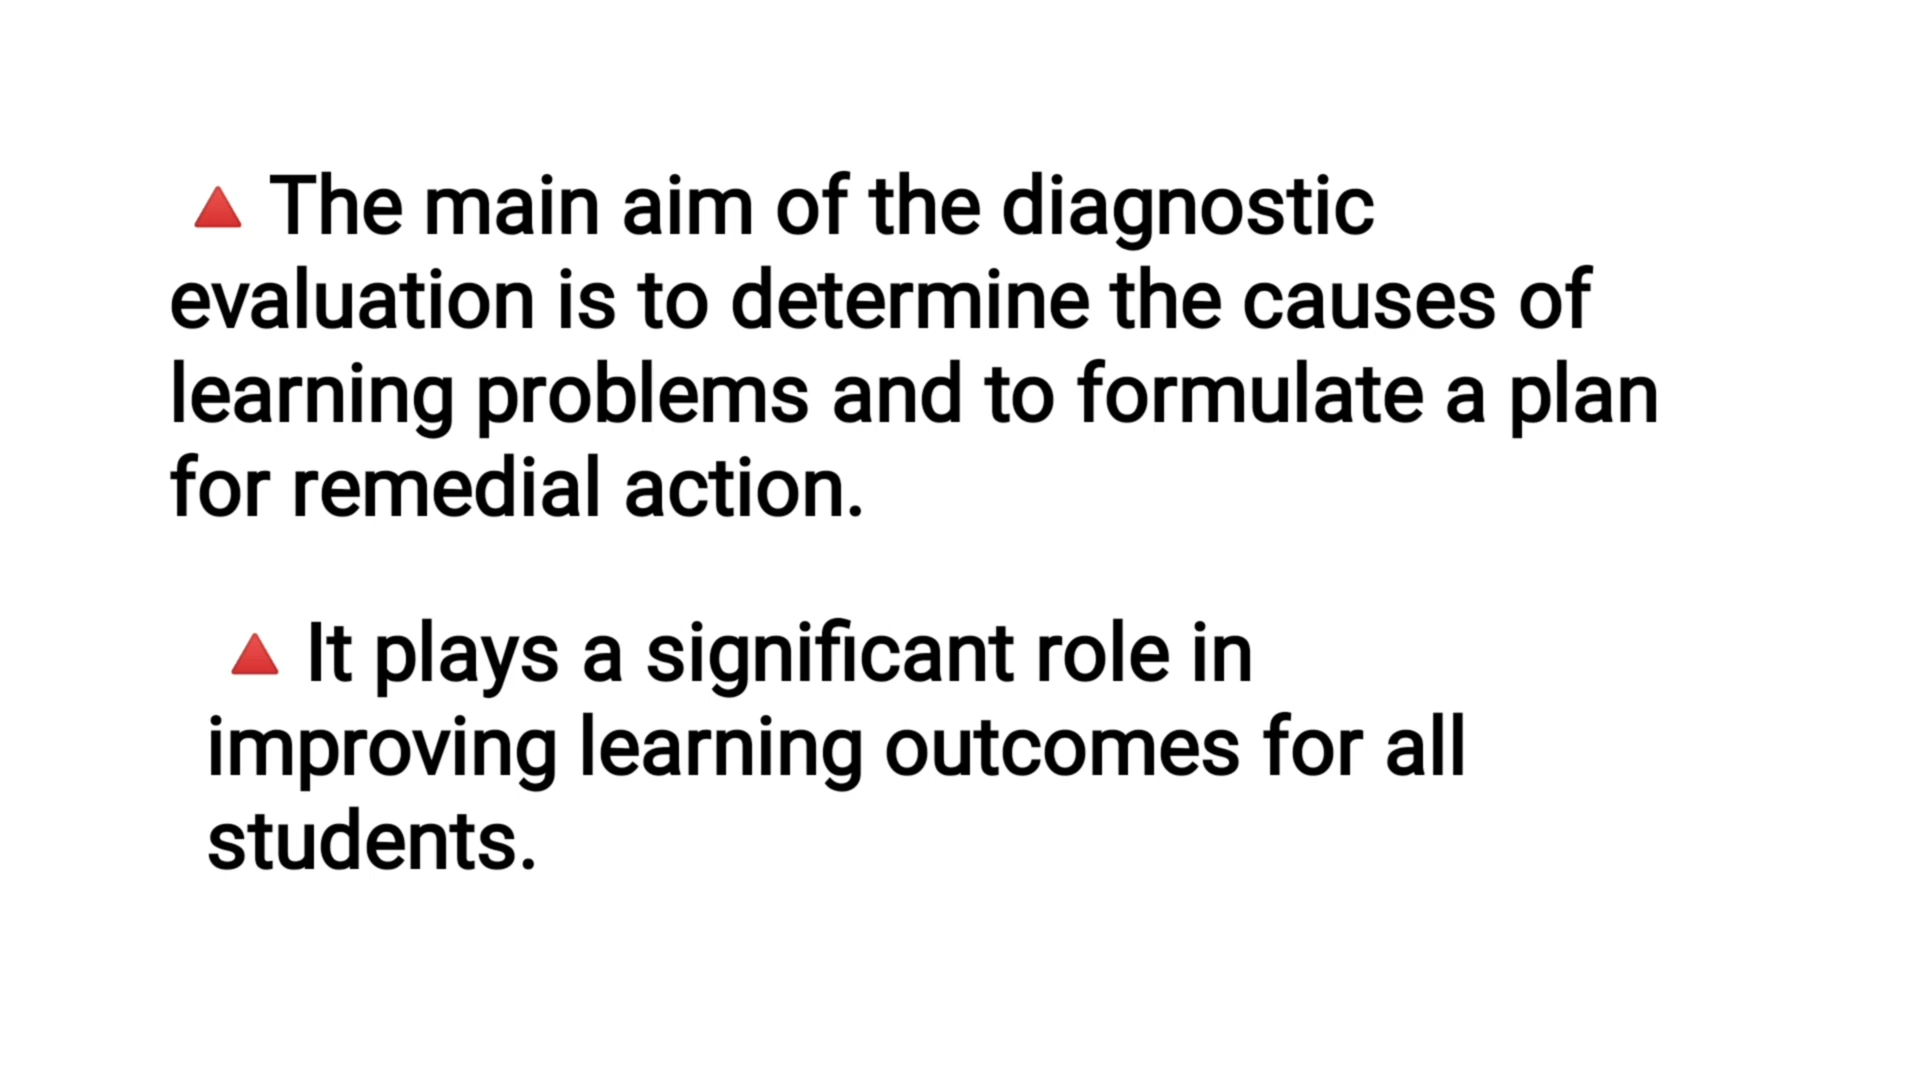 🔺The main aim of the diagnostic
evaluation is to determine the causes of
learning problems and to formulate a plan
for remedial action.
🔺It plays a significant role in
improving learning outcomes for all
students.